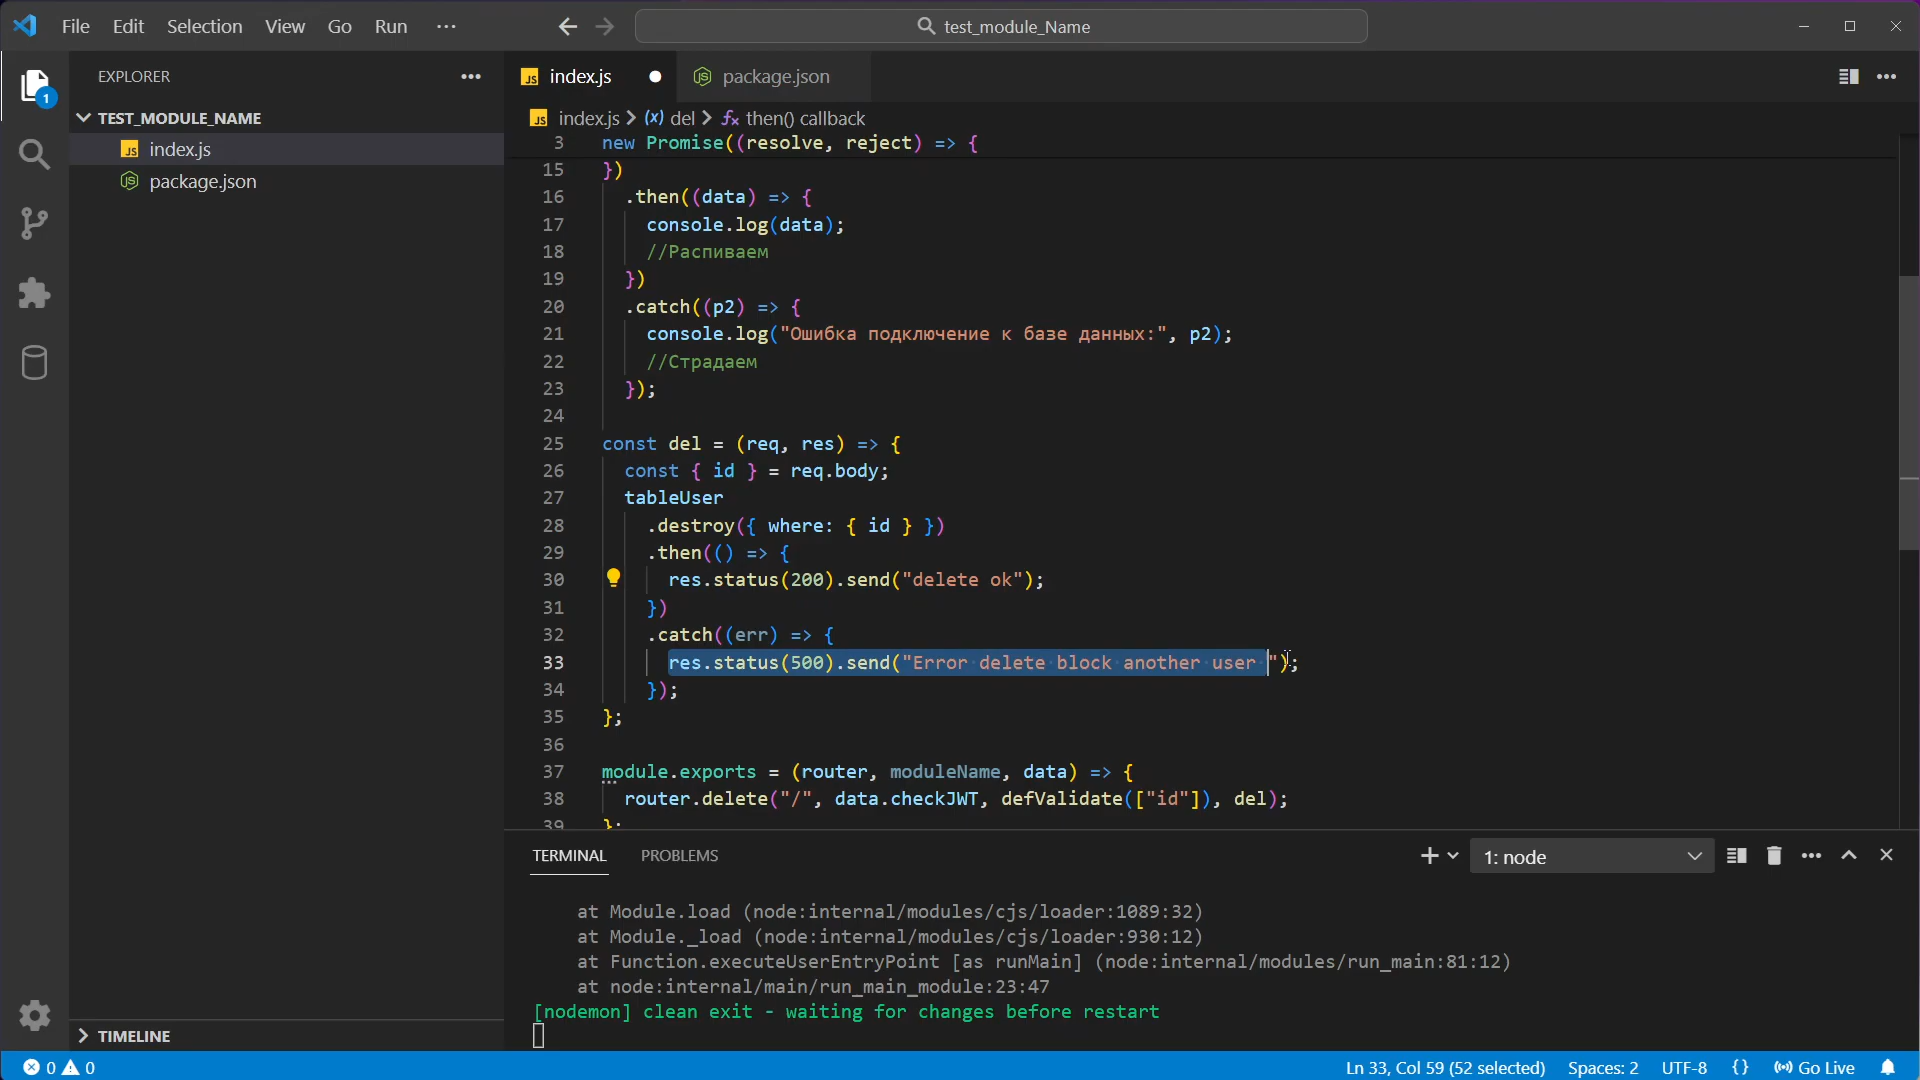 File Edit Selection View Go Run ···
test_module_Name
EXPLORER
index.js
package.json
TEST_MODULE_NAME
index.js
package.json
1
index.js > (x) del > then() callback
3 new Promise((resolve, reject) => {
15 })
16 .then((data) => {
17 console.log(data);
18 //Распиваем
19 })
20 .catch((p2) => {
21 console.log("Ошибка подключение к базе данных:", p2);
22 //Страдаем
23 });
24
25 const del = (req, res) => {
26 const { id } = req.body;
27 tableUser
28 .destroy({ where: { id } })
29 .then(() => {
30 res.status(200).send("delete ok");
31 })
32 .catch((err) => {
33 res.status(500).send("Error delete block another user ");
34 });
35 };
36
37 module.exports = (router, moduleName, data) => {
38 router.delete("/", data.checkJWT, defValidate(["id"]), del);
39 };
TERMINAL PROBLEMS
1: node
at Module.load (node:internal/modules/cjs/loader:1089:32)
at Module._load (node:internal/modules/cjs/loader:930:12)
at Function.executeUserEntryPoint [as runMain] (node:internal/modules/run_main:81:12)
at node:internal/main/run_main_module:23:47
[nodemon] clean exit - waiting for changes before restart
TIMELINE
0 0
Ln 33, Col 59 (52 selected) Spaces: 2 UTF-8 {} Go Live